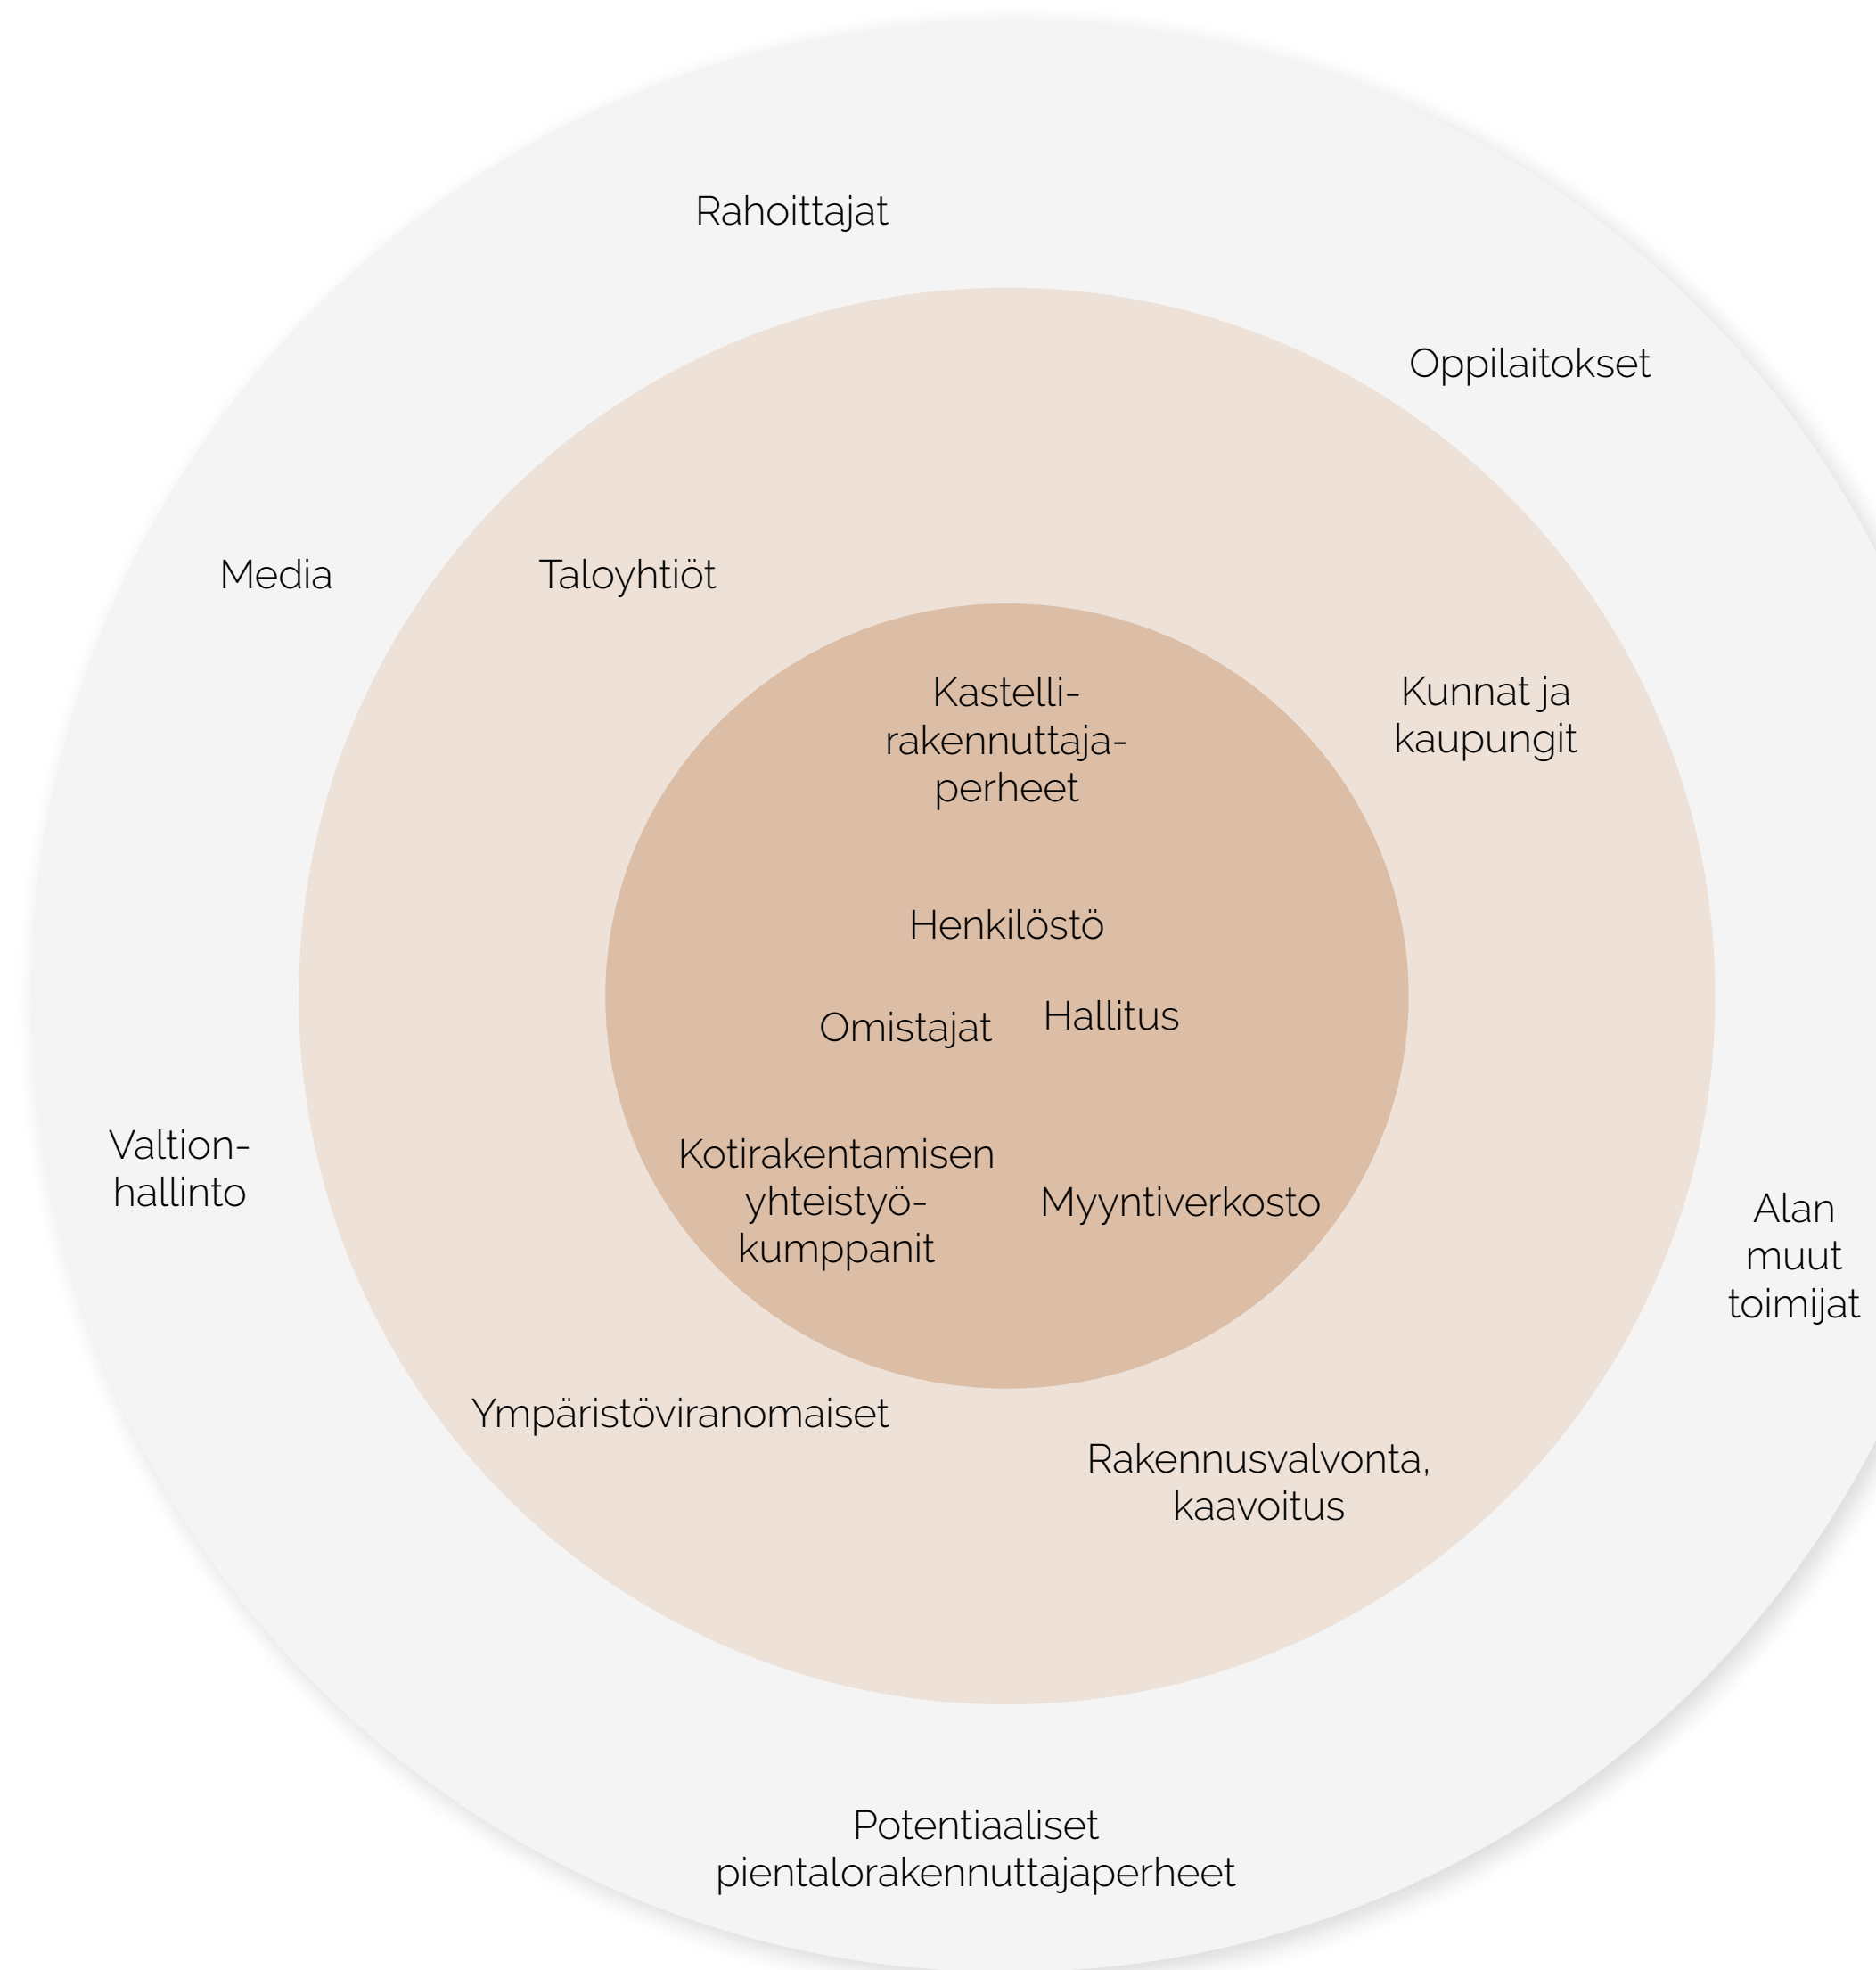 Rahoittajat
Oppilaitokset
Media
Taloyhtiöt
Kastelli-
rakennuttaja-
perheet
Kunnat ja
kaupungit
Henkilöstö
Omistajat
Hallitus
Valtion-
hallinto
Kotirakentamisen
yhteistyö-
kumppanit
Myyntiverkosto
Alan
muut
toimijat
Ympäristöviranomaiset
Rakennusvalvonta,
kaavoitus
Potentiaaliset
pientalorakennuttajaperheet